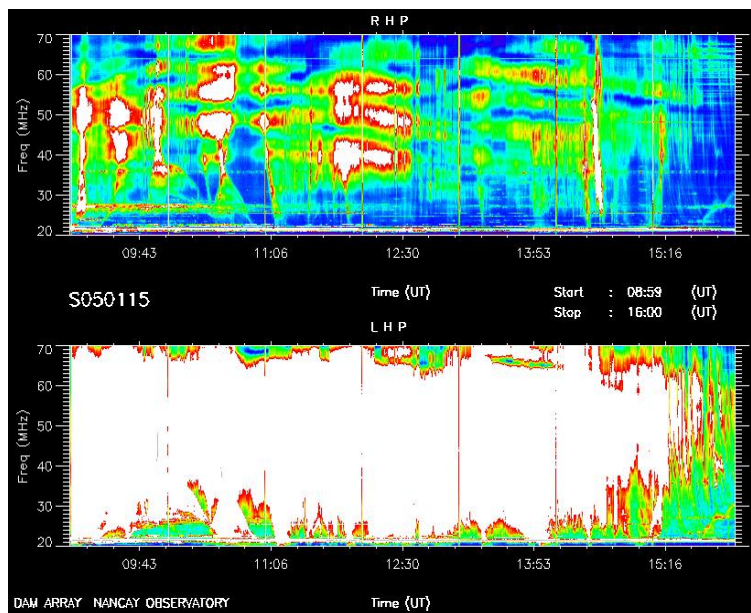 RHP
70
60
50
40
30
20
Freq (MHz)
09:43 11:06 12:30 13:53 15:16
S050115
Time (UT)
Start : 08:59 (UT)
Stop : 16:00 (UT)
LHP
70
60
50
40
30
20
Freq (MHz)
09:43 11:06 12:30 13:53 15:16
DAM ARRAY NANCAY OBSERVATORY
Time (UT)